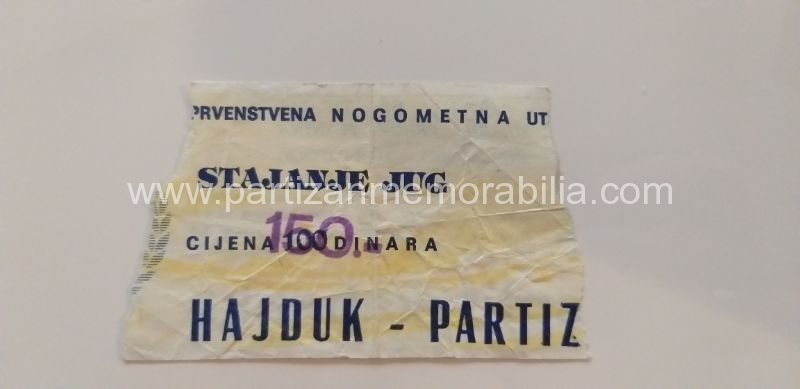 PRVENSTVENA NOGOMETNA UT
STAJANJE JUG
www.partizanmemorabilia.com
150.-
CIJENA 100 DINARA
HAJDUK - PARTIZ